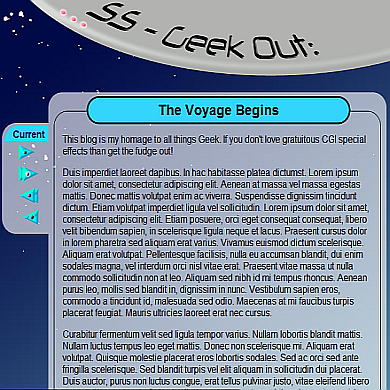 SS - Geek Out:
The Voyage Begins
Current
This blog is my homage to all things Geek. If you don't love gratuitous CGI special
effects than get the fudge out!
Duis imperdiet laoreet dapibus. In hac habitasse platea dictumst. Lorem ipsum
dolor sit amet, consectetur adipiscing elit. Aenean at massa vel massa egestas
mattis. Donec mattis volutpat enim ac viverra. Suspendisse dignissim tincidunt
dictum. Etiam volutpat imperdiet ligula vel sollicitudin. Lorem ipsum dolor sit amet,
consectetur adipiscing elit. Etiam posuere, orci eget consequat consequat, libero
velit bibendum sapien, in scelerisque ligula neque et lacus. Praesent cursus dolor
in lorem pharetra sed aliquam erat varius. Vivamus euismod dictum scelerisque.
Aliquam erat volutpat. Pellentesque facilisis, nulla eu accumsan blandit, dui enim
sodales magna, vel interdum orci nisl vitae erat. Praesent vitae massa ut nulla
commodo sollicitudin non at leo. Aliquam sed nibh id mi tempus rhoncus. Aenean
purus leo, mollis sed blandit in, dignissim in nunc. Vestibulum sapien eros,
commodo a tincidunt id, malesuada sed odio. Maecenas at mi faucibus turpis
placerat feugiat. Mauris ultricies laoreet erat nec cursus.
Curabitur fermentum velit sed ligula tempor varius. Nullam lobortis blandit mattis.
Nullam luctus tempus leo eget mattis. Donec non scelerisque mi. Aliquam erat
volutpat. Quisque molestie placerat eros lobortis sodales. Sed ac orci sed ante
fringilla scelerisque. Sed blandit turpis vel elit aliquam in sollicitudin dui placerat.
Duis auctor, purus non luctus congue, erat tellus pulvinar justo, vitae eleifend libero